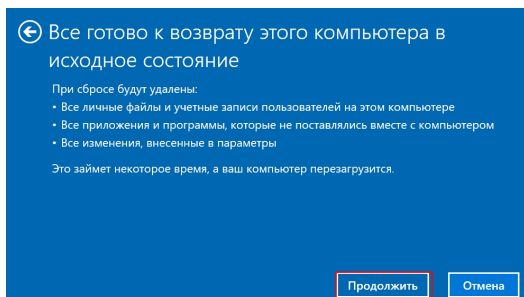 Все готово к возврату этого компьютера в
исходное состояние
При сбросе будут удалены:
• Все личные файлы и учетные записи пользователей на этом компьютере
• Все приложения и программы, которые не поставлялись вместе с компьютером
• Все изменения, внесенные в параметры
Это займет некоторое время, а ваш компьютер перезагрузится.
Продолжить
Отмена